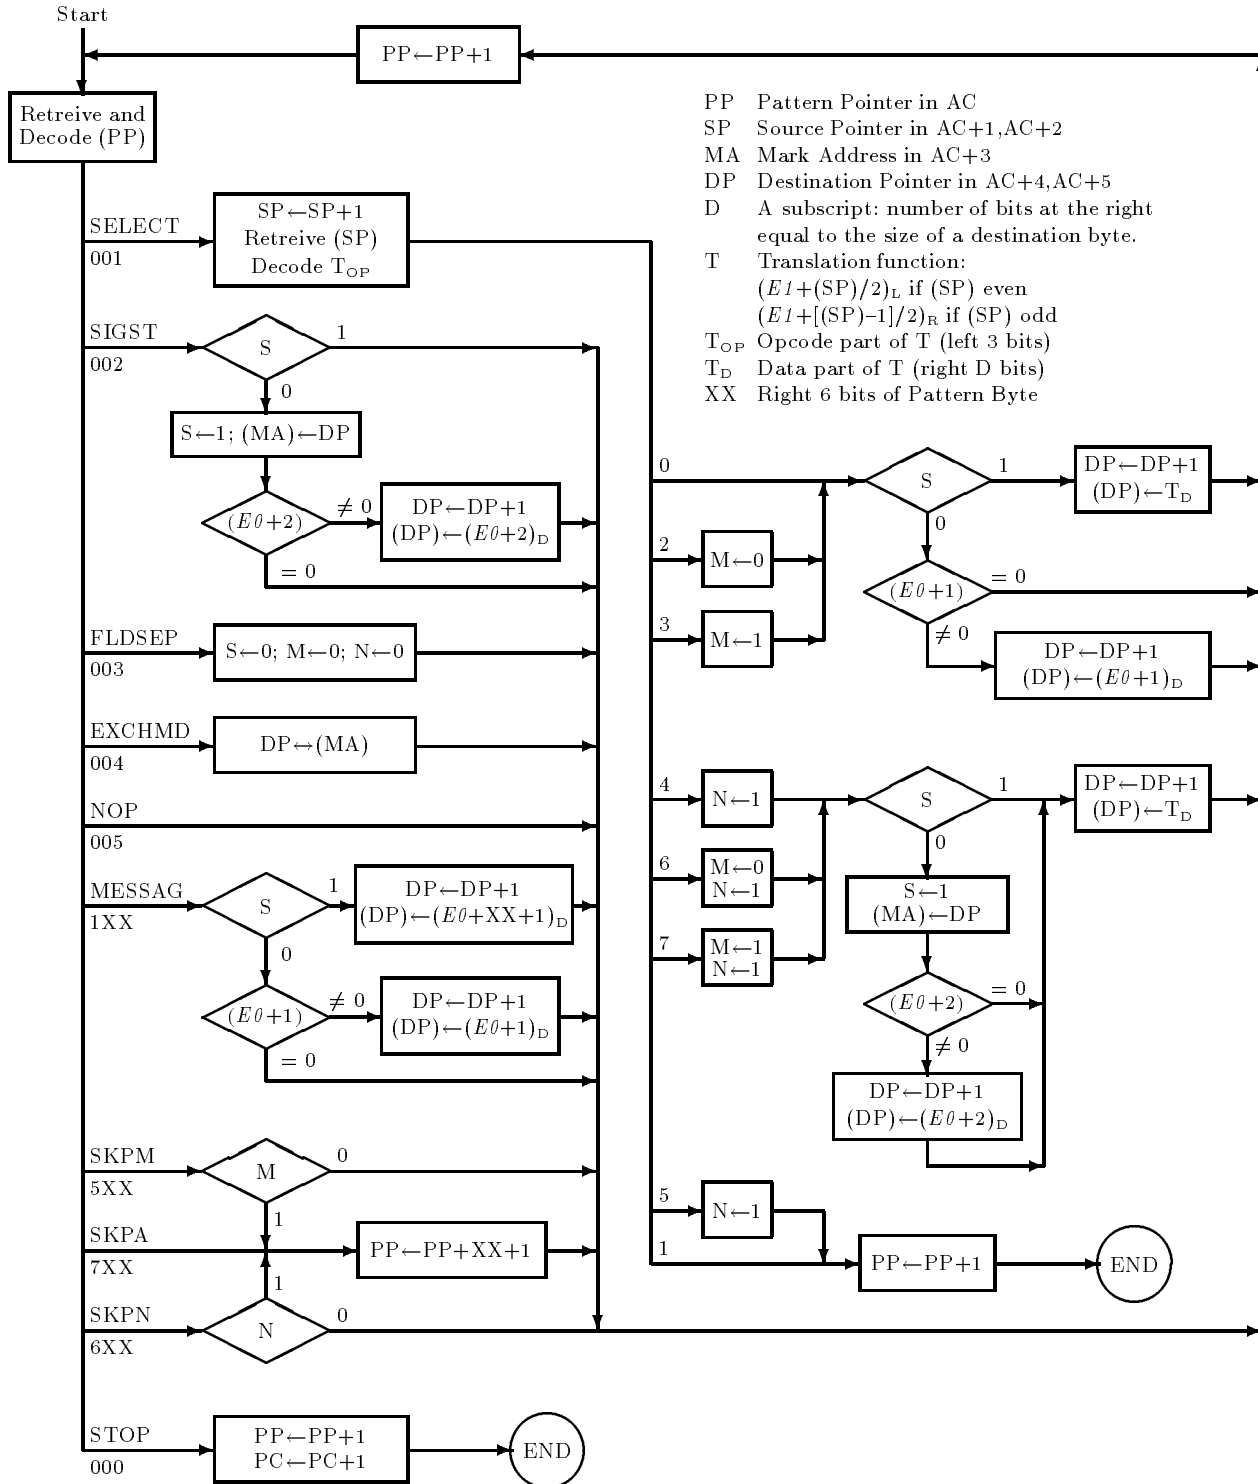 Start
PP←PP+1
Retreive and
Decode (PP)
PP Pattern Pointer in AC
SP Source Pointer in AC+1,AC+2
MA Mark Address in AC+3
DP Destination Pointer in AC+4,AC+5
D A subscript: number of bits at the right
equal to the size of a destination byte.
T Translation function:
(E1+(SP)/2)L if (SP) even
(E1+[(SP)–1]/2)R if (SP) odd
TOP Opcode part of T (left 3 bits)
TD Data part of T (right D bits)
XX Right 6 bits of Pattern Byte
SELECT
001
SP←SP+1
Retreive (SP)
Decode TOP
SIGST
002
S
1
0
S←1; (MA)←DP
(E0+2)
≠ 0
DP←DP+1
(DP)←(E0+2)D
= 0
FLDSEP
003
S←0; M←0; N←0
EXCHMD
004
DP↔(MA)
NOP
005
MESSAG
1XX
S
1
DP←DP+1
(DP)←(E0+XX+1)D
0
(E0+1)
≠ 0
DP←DP+1
(DP)←(E0+1)D
= 0
SKPM
5XX
M
0
1
SKPA
7XX
PP←PP+XX+1
1
SKPN
6XX
N
0
STOP
000
PP←PP+1
PC←PC+1
END
0
S
1
DP←DP+1
(DP)←TD
0
2
M←0
(E0+1)
= 0
3
M←1
≠ 0
DP←DP+1
(DP)←(E0+1)D
4
N←1
S
1
DP←DP+1
(DP)←TD
0
6
M←0
N←1
S←1
(MA)←DP
7
M←1
N←1
(E0+2)
= 0
≠ 0
DP←DP+1
(DP)←(E0+2)D
5
N←1
1
PP←PP+1
END